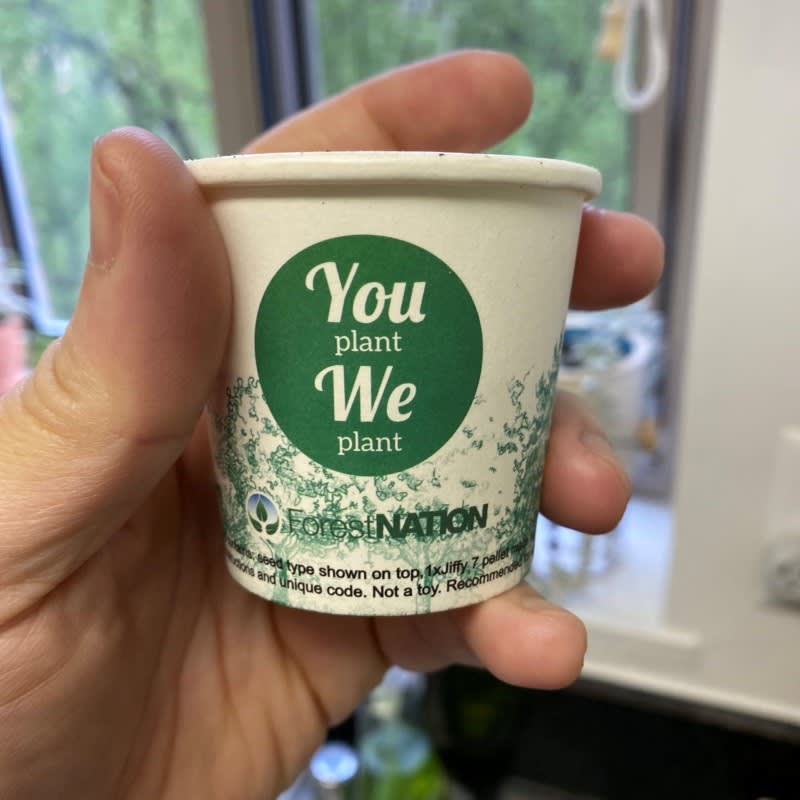 You
plant
We
plant
ForestNATION
seed type shown on top, 1xJiffy 7 pellet
and unique code. Not a toy. Recommended